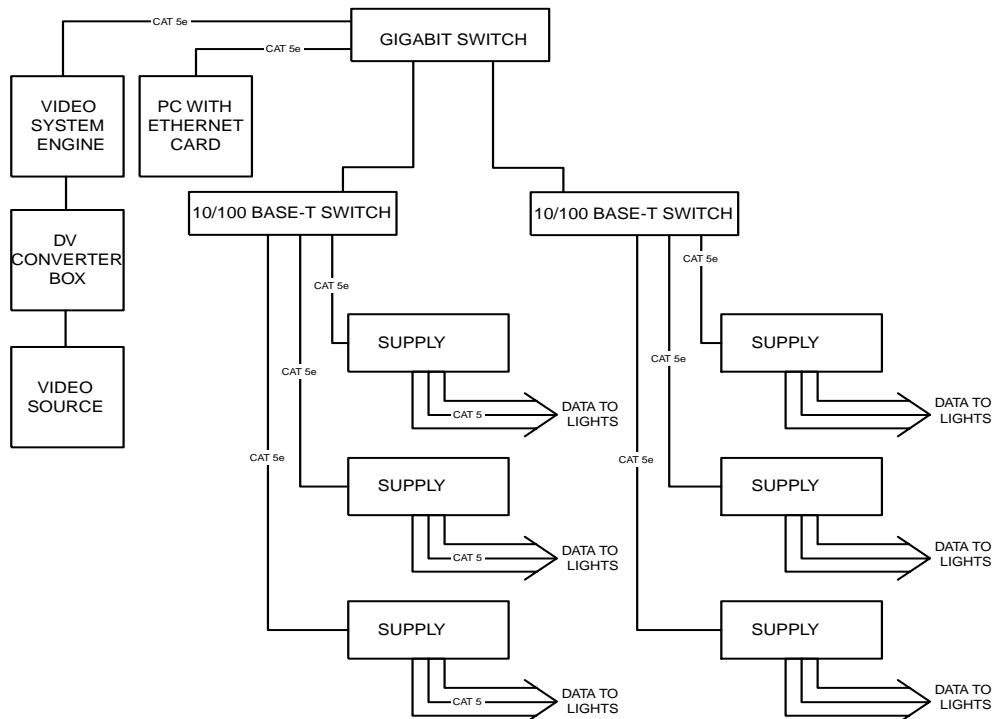 CAT 5e
GIGABIT SWITCH
CAT 5e
VIDEO
SYSTEM
ENGINE
PC WITH
ETHERNET
CARD
10/100 BASE-T SWITCH
10/100 BASE-T SWITCH
DV
CONVERTER
BOX
CAT 5e
CAT 5e
SUPPLY
SUPPLY
VIDEO
SOURCE
CAT 5e
CAT 5e
CAT 5
DATA TO
LIGHTS
DATA TO
LIGHTS
CAT 5e
CAT 5e
SUPPLY
SUPPLY
CAT 5
DATA TO
LIGHTS
DATA TO
LIGHTS
SUPPLY
SUPPLY
CAT 5
DATA TO
LIGHTS
DATA TO
LIGHTS